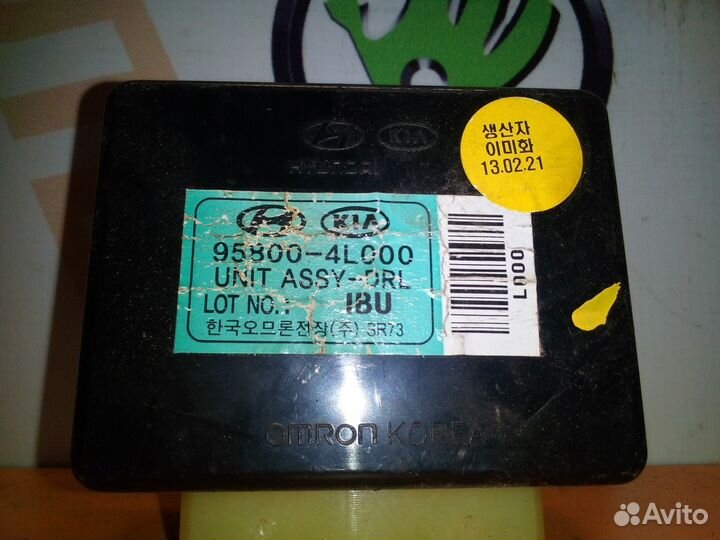 KIA
HYUNDAI
생산자
이미화
13.02.21
KIA
95800-4L000
UNIT ASSY-DRL
LOT NO.: IBU
한국오므론전장(주) SR73
L000
OMRON KOREA
Avito